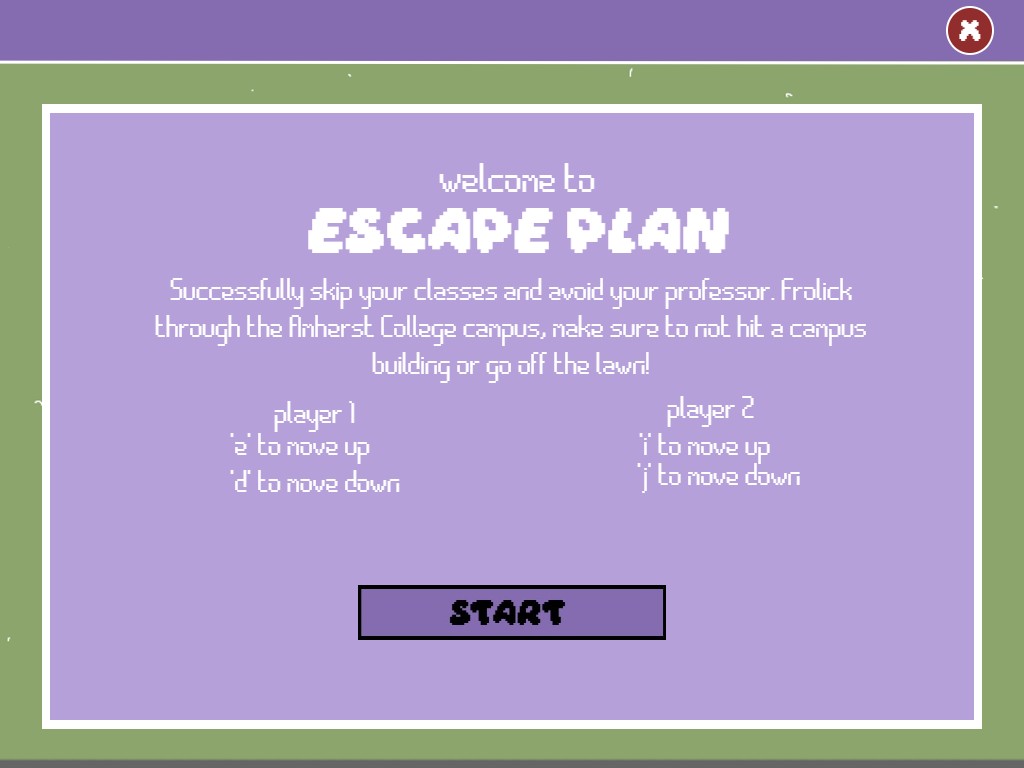 welcome to
ESCAPE PLAN
Successfully skip your classes and avoid your professor. Frolick
through the Amherst College campus, make sure to not hit a campus
building or go off the lawn!
player 1
'e' to move up
'd' to move down
player 2
'i' to move up
'j' to move down
START